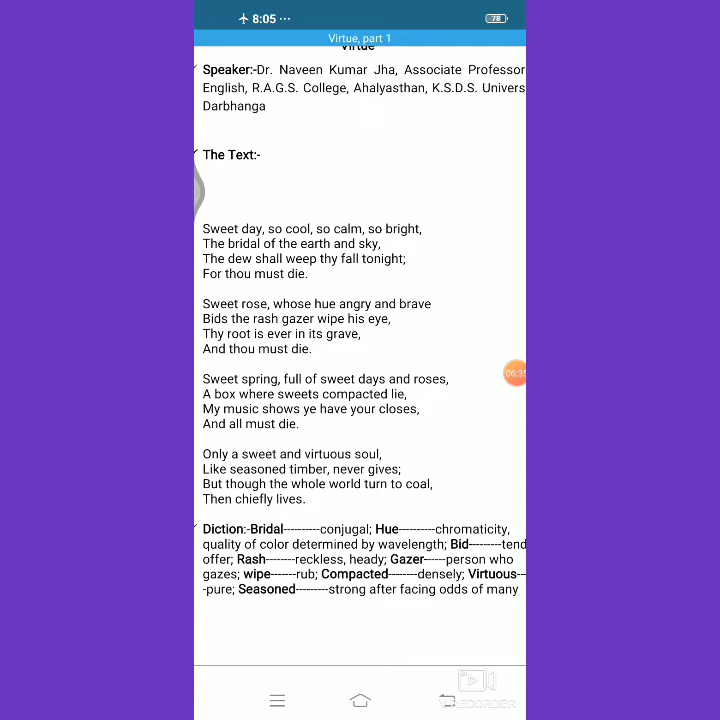 8:05 ...
78
Virtue, part 1
Virtue
Speaker:-Dr. Naveen Kumar Jha, Associate Professor
English, R.A.G.S. College, Ahalyasthan, K.S.D.S. Univers
Darbhanga
The Text:-
Sweet day, so cool, so calm, so bright,
The bridal of the earth and sky,
The dew shall weep thy fall tonight;
For thou must die.
Sweet rose, whose hue angry and brave
Bids the rash gazer wipe his eye,
Thy root is ever in its grave,
And thou must die.
Sweet spring, full of sweet days and roses,
06:35
A box where sweets compacted lie,
My music shows ye have your closes,
And all must die.
Only a sweet and virtuous soul,
Like seasoned timber, never gives;
But though the whole world turn to coal,
Then chiefly lives.
Diction:-Bridal----------conjugal; Hue----------chromaticity,
quality of color determined by wavelength; Bid---------tend
offer; Rash--------reckless, heady; Gazer------person who
gazes; wipe-------rub; Compacted--------densely; Virtuous---
-pure; Seasoned---------strong after facing odds of many
RECORDER